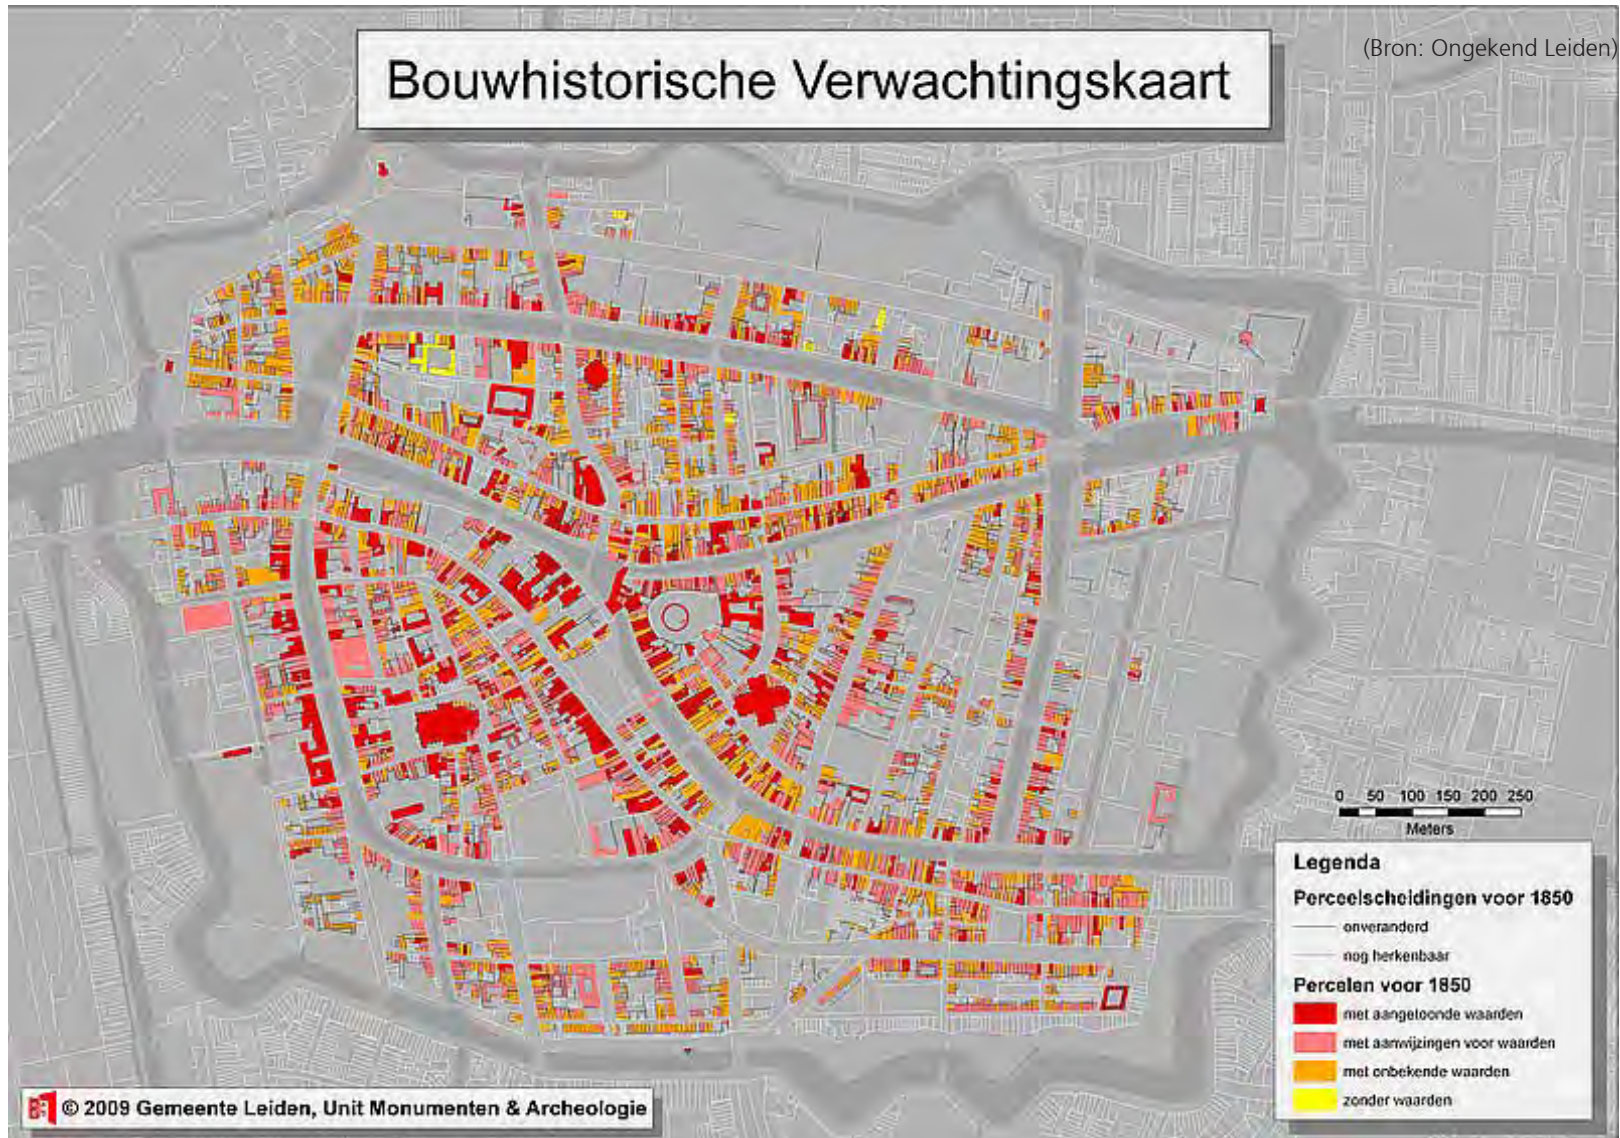 (Bron: Ongekend Leiden)
Bouwhistorische Verwachtingskaart
0 50 100 150 200 250
Meters
Legenda
Perceelscheidingen voor 1850
onveranderd
nog herkenbaar
Percelen voor 1850
met aangetoonde waarden
met aanwijzingen voor waarden
met onbekende waarden
zonder waarden
© 2009 Gemeente Leiden, Unit Monumenten & Archeologie